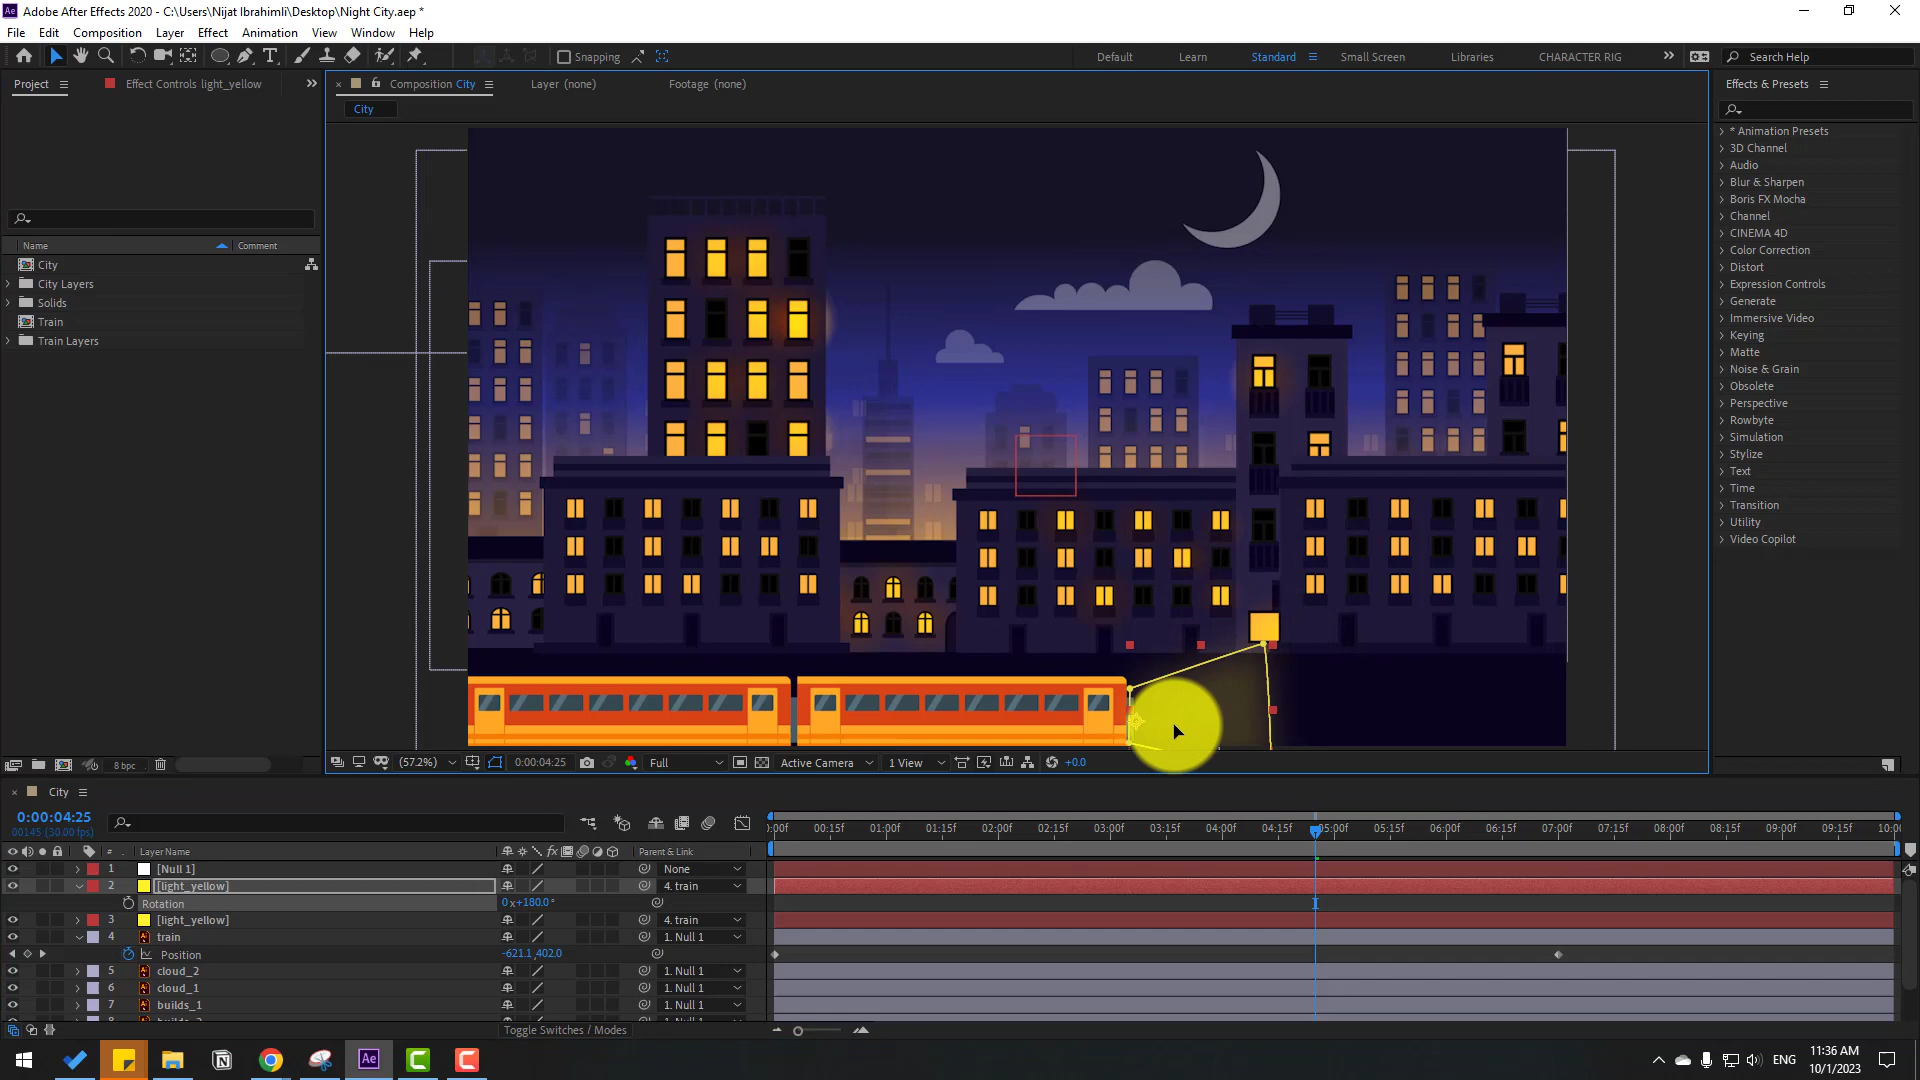 Adobe After Effects 2020 - C:\Users\Nijat Ibrahimli\Desktop\Night City.aep *
File Edit Composition Layer Effect Animation View Window Help
Snapping
Default Learn Standard Small Screen Libraries CHARACTER RIG
Search Help
Project
Effect Controls light_yellow
Composition City
Layer (none)
Footage (none)
Effects & Presets
City
Name
Comment
City
City Layers
Solids
Train
Train Layers
* Animation Presets
3D Channel
Audio
Blur & Sharpen
Boris FX Mocha
Channel
CINEMA 4D
Color Correction
Distort
Expression Controls
Generate
Immersive Video
Keying
Matte
Noise & Grain
Obsolete
Perspective
Rowbyte
Simulation
Stylize
Text
Time
Transition
Utility
Video Copilot
8 bpc
(57.2%)
0:00:04:25
Full
Active Camera
1 View
+0.0
City
0:00:04:25
00145 (30.00 fps)
:00f 00:15f 01:00f 01:15f 02:00f 02:15f 03:00f 03:15f 04:00f 04:15f 05:00f 05:15f 06:00f 06:15f 07:00f 07:15f 08:00f 08:15f 09:00f 09:15f 10:0
# Layer Name
Parent & Link
1 [Null 1] None
2 [light_yellow] 4. train
Rotation 0x+180.0°
3 [light_yellow] 4. train
4 train 1. Null 1
Position -621.1,402.0
5 cloud_2 1. Null 1
6 cloud_1 1. Null 1
7 builds_1 1. Null 1
Toggle Switches / Modes
ENG
11:36 AM
10/1/2023